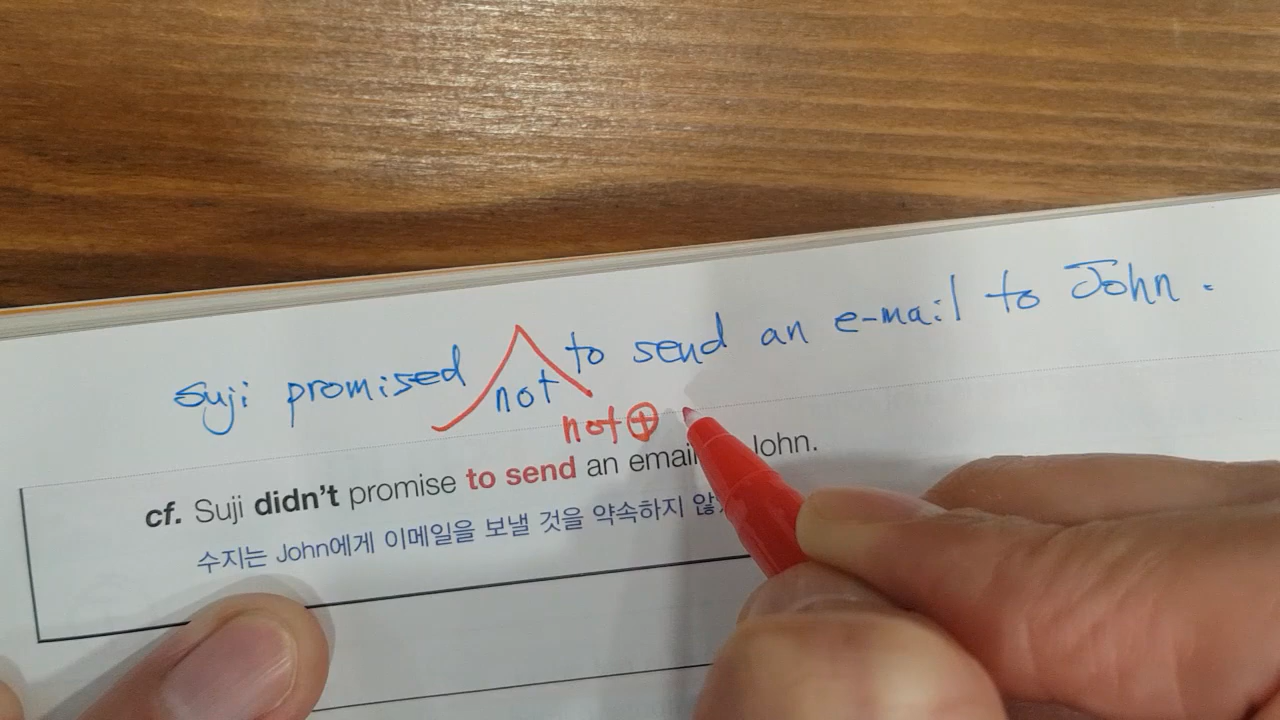 Suji promised not to send an e-mail to John.
not +
cf. Suji didn't promise to send an email John.
수지는 John에게 이메일을 보낼 것을 약속하지